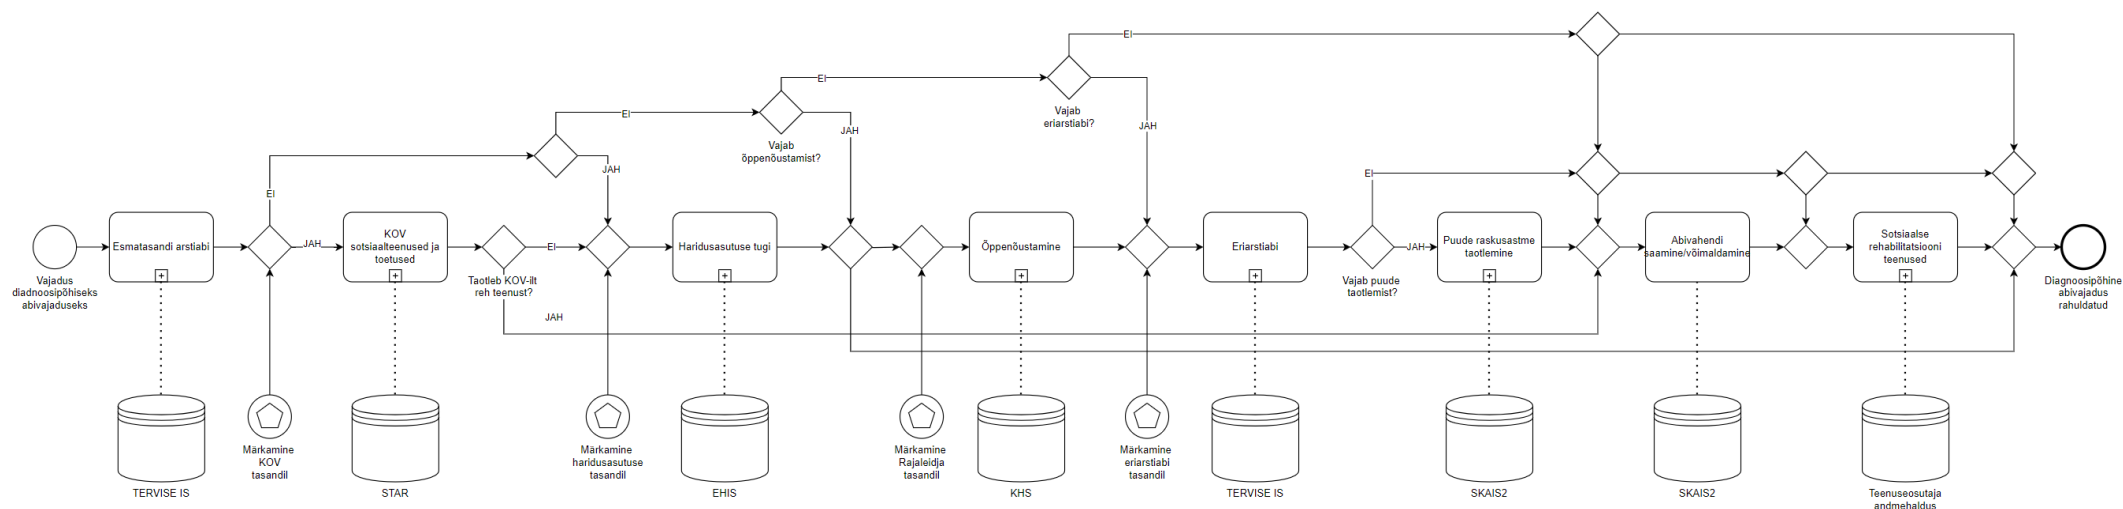 EI
EI
Vajab
eriarstiabi?
EI
JAH
JAH
Vajab
õppenõustamist?
JAH
EI
EI
Esmatasandi arstiabi
JAH
KOV
sotsiaalteenused ja
toetused
EI
Haridusasutuse tugi
Õppenõustamine
Eriarstiabi
JAH
Puude raskusastme
taotlemine
Abivahendi
saamine/võimaldamine
Sotsiaalse
rehabilitatsiooni
teenused
Vajadus
diadnoosipõhiseks
abivajaduseks
Taotleb KOV-ilt
reh teenust?
Vajab puude
taotlemist?
Diagnoosipõhine
abivajadus
rahuldatud
JAH
Märkamine
KOV
tasandil
Märkamine
haridusasutuse
tasandil
Märkamine
Rajaleidja
tasandil
Märkamine
eriarstiabi
tasandil
TERVISE IS
STAR
EHIS
KHS
TERVISE IS
SKAIS2
SKAIS2
Teenuseosutaja
andmehaldus